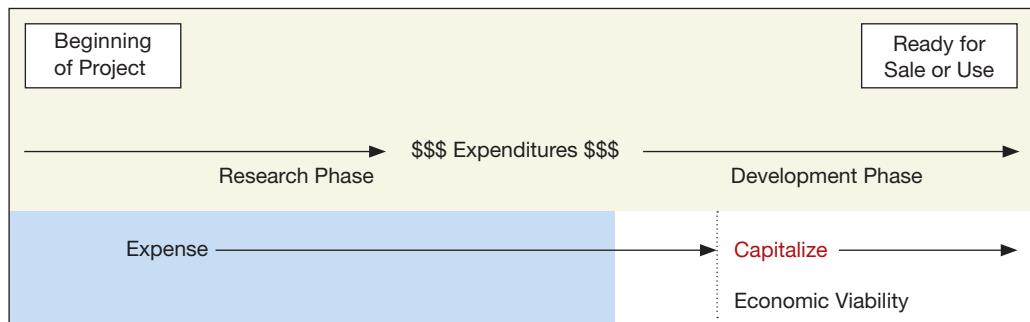 Beginning
of Project
Ready for
Sale or Use
$$$ Expenditures $$$
Research Phase
Development Phase
Expense
Capitalize
Economic Viability